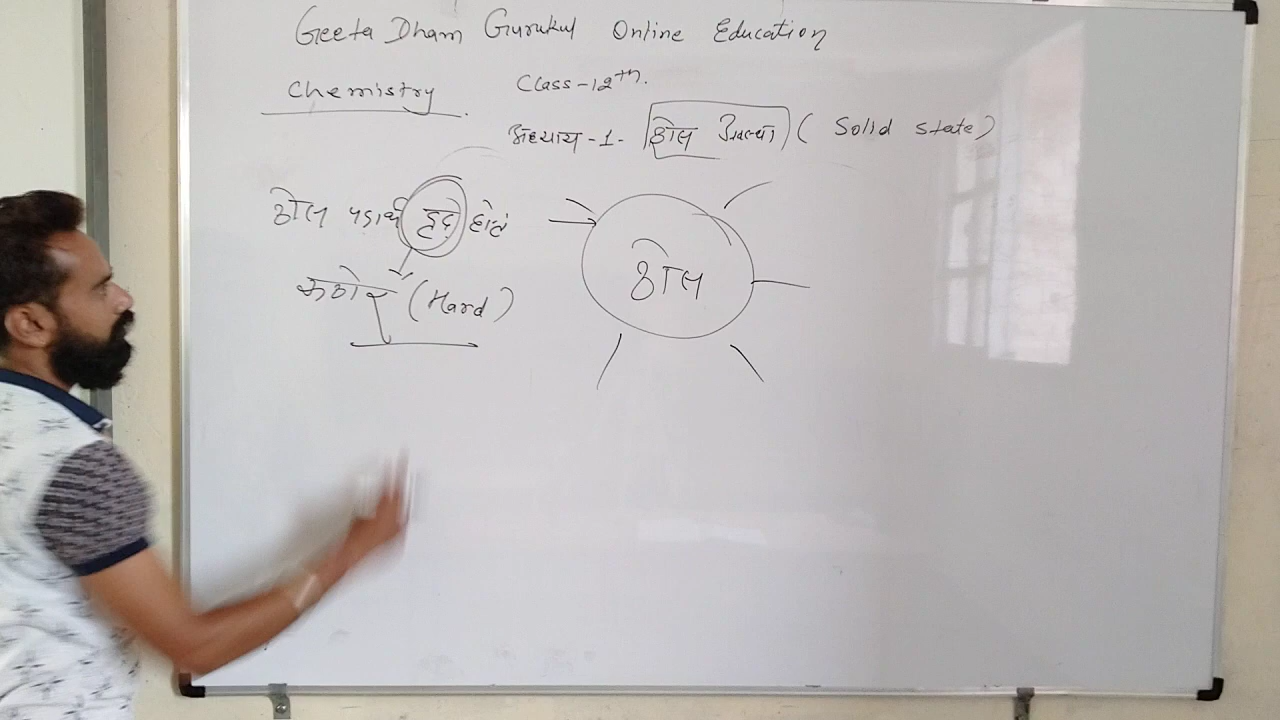 Geeta Dham Gurukul Online Education
Chemistry
Class-12th.
अध्याय-1- ठोस अवस्था (Solid state)
ठोस पदार्थ दृढ़ होते
कठोर (Hard)
ठोस